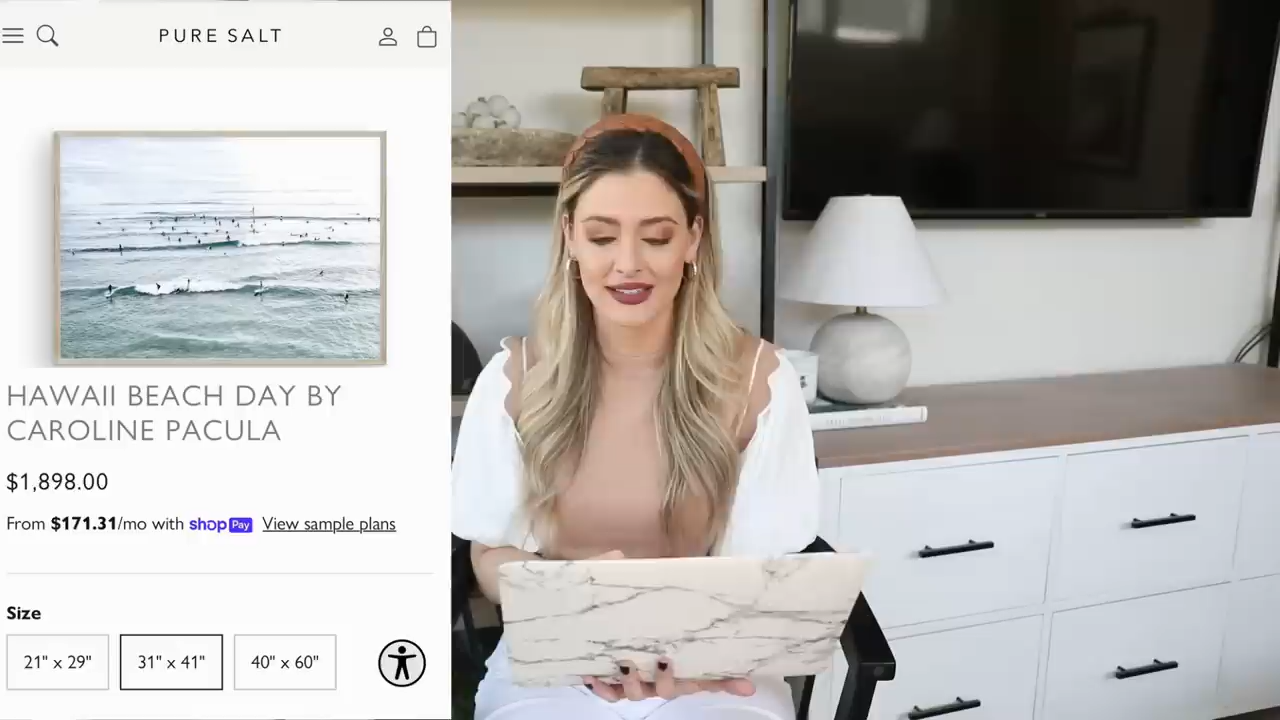 PURE SALT
HAWAII BEACH DAY BY
CAROLINE PACULA
$1,898.00
From $171.31/mo with shop Pay View sample plans
Size
21" x 29" 31" x 41" 40" x 60"